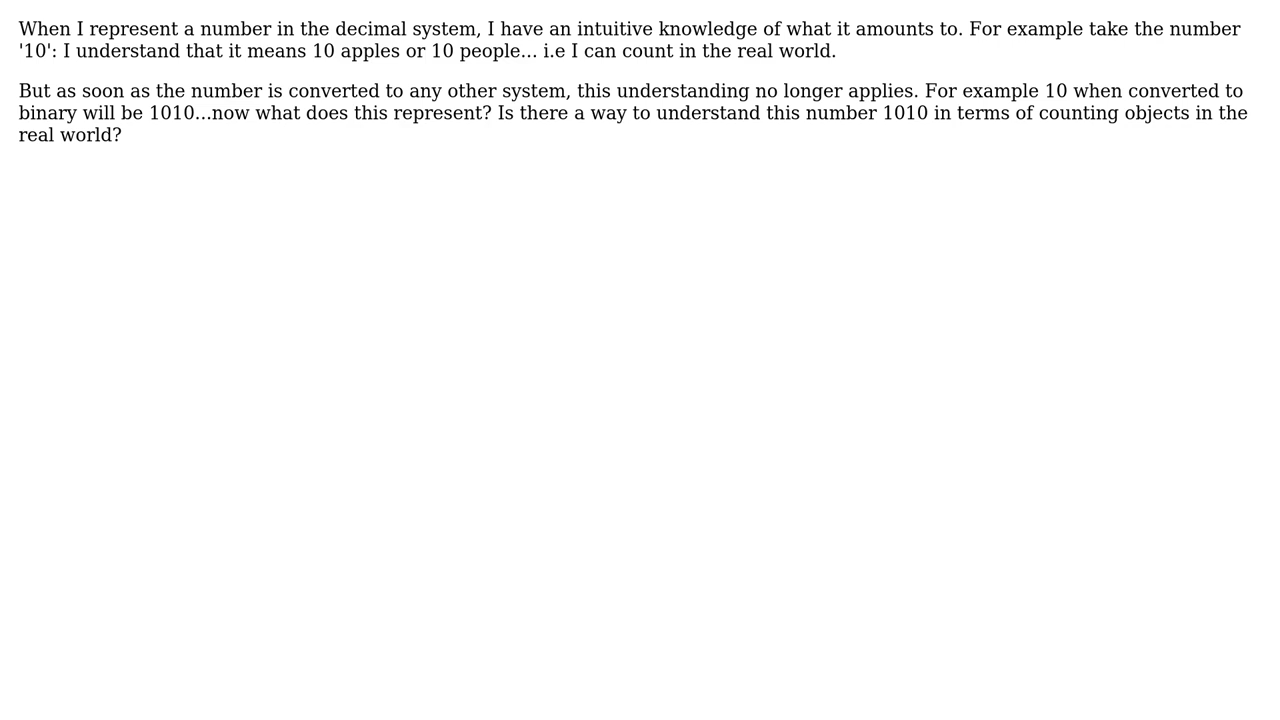 When I represent a number in the decimal system, I have an intuitive knowledge of what it amounts to. For example take the number
'10': I understand that it means 10 apples or 10 people... i.e I can count in the real world.
But as soon as the number is converted to any other system, this understanding no longer applies. For example 10 when converted to
binary will be 1010...now what does this represent? Is there a way to understand this number 1010 in terms of counting objects in the
real world?